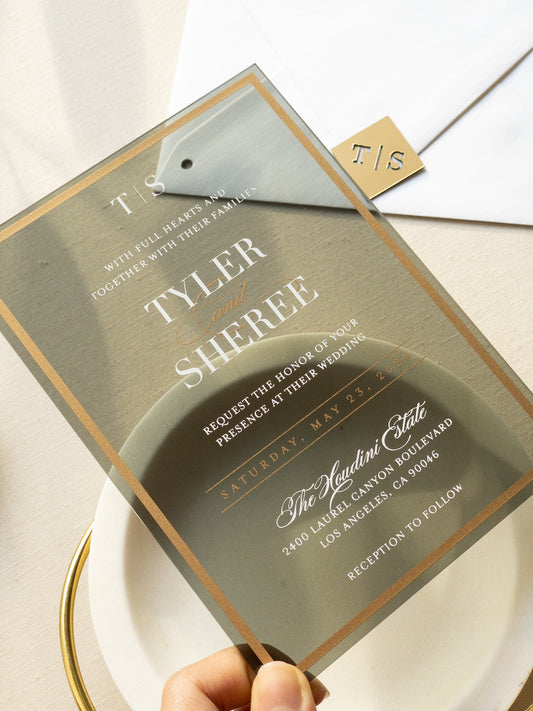 T|S
T|S
WITH FULL HEARTS AND
TOGETHER WITH THEIR FAMILIES
TYLER
and
SHEREE
REQUEST THE HONOR OF YOUR
PRESENCE AT THEIR WEDDING
SATURDAY, MAY 23,
The Houdini Estate
2400 LAUREL CANYON BOULEVARD
LOS ANGELES, CA 90046
RECEPTION TO FOLLOW